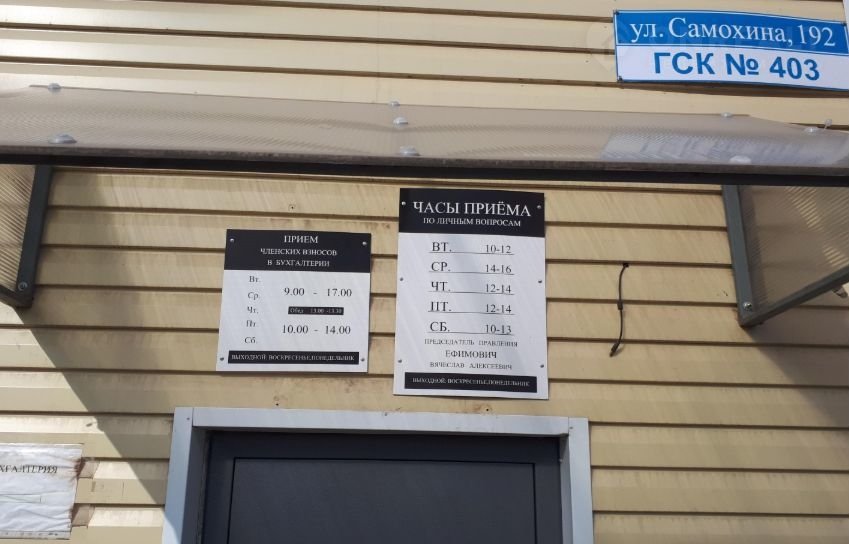 ул. Самохина, 192
ГСК № 403
ПРИЕМ
ЧЛЕНСКИХ ВЗНОСОВ
В БУХГАЛТЕРИИ
Вт.
Ср.
9.00 - 17.00
Чт.
Обед 13.00 -13.30
Пт.
10.00 - 14.00
Сб.
ВЫХОДНОЙ: ВОСКРЕСЕНЬЕ,ПОНЕДЕЛЬНИК
ЧАСЫ ПРИЁМА
ПО ЛИЧНЫМ ВОПРОСАМ
ВТ. 10-12
СР. 14-16
ЧТ. 12-14
ПТ. 12-14
СБ. 10-13
ПРЕДСЕДАТЕЛЬ ПРАВЛЕНИЯ
ЕФИМОВИЧ
ВЯЧЕСЛАВ АЛЕКСЕЕВИЧ
ВЫХОДНОЙ: ВОСКРЕСЕНЬЕ,ПОНЕДЕЛЬНИК
ХГАЛТЕРИЯ